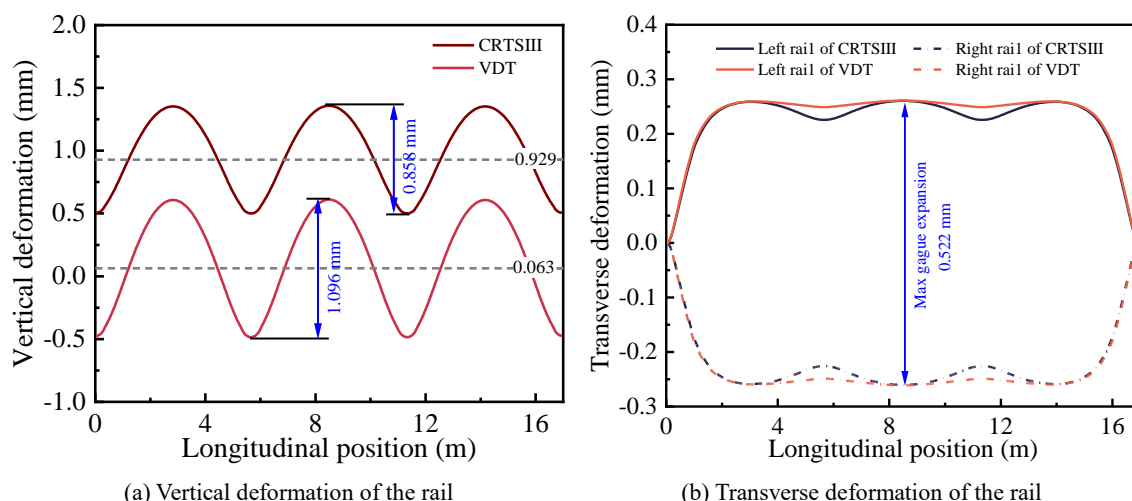 2.0
1.5
1.0
0.5
0.0
-0.5
-1.0
Vertical deformation (mm)
CRTSIII
VDT
0.858 mm
0.929
1.096 mm
0.063
0
4
8
12
16
Longitudinal position (m)
(a) Vertical deformation of the rail
0.4
0.3
0.2
0.1
0.0
-0.1
-0.2
-0.3
Transverse deformation (mm)
Left rail of CRTSIII
Right rail of CRTSIII
Left rail of VDT
Right rail of VDT
Max gague expansion
0.522 mm
0
4
8
12
16
Longitudinal position (m)
(b) Transverse deformation of the rail